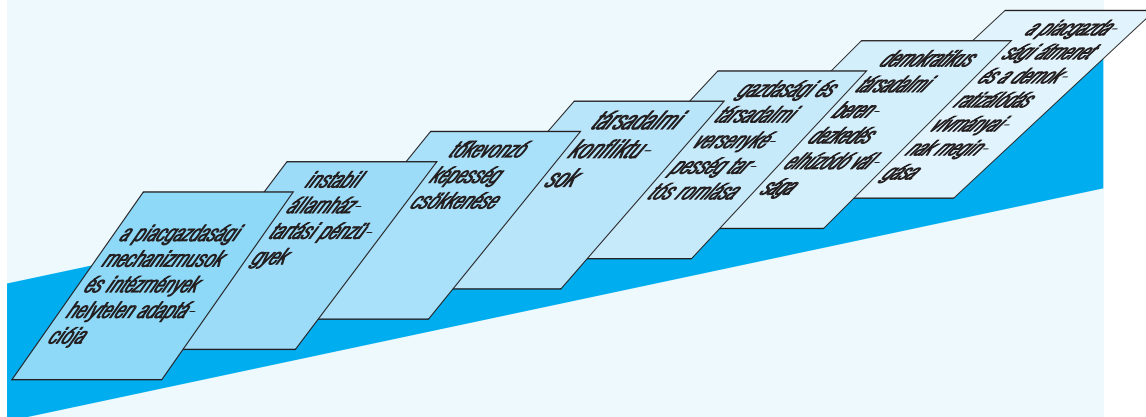 a piacgazdasági
mechanizmusok
és intézmények
helytelen adaptá-
ciója
instabil
államház-
tartási pénzü-
gyek
tőkevonzó
képesség
csökkenése
társadalmi
konfliktu-
sok
gazdasági és
társadalmi
versenyké-
pesség tar-
tós romlása
demokratikus
társadalmi
beren-
dezkedés
elhúzódó vál-
sága
a piacgazda-
sági átmenet
és a demok-
ratizálódás
vívmányai-
nak megin-
gása